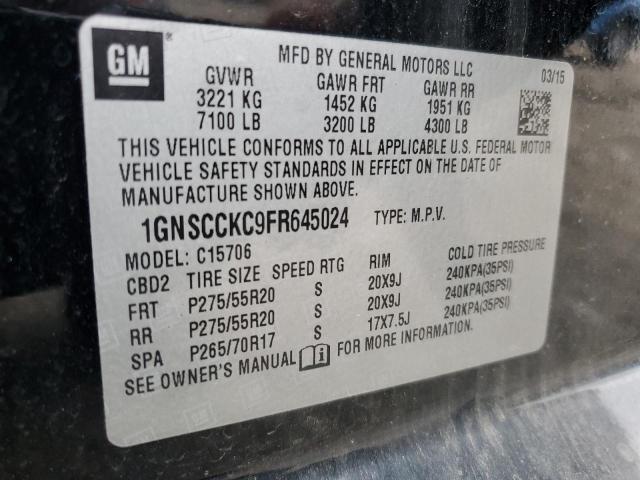 GM
MFD BY GENERAL MOTORS LLC
03/15
GVWR GAWR FRT GAWR RR
3221 KG 1452 KG 1951 KG
7100 LB 3200 LB 4300 LB
THIS VEHICLE CONFORMS TO ALL APPLICABLE U.S. FEDERAL MOTOR
VEHICLE SAFETY STANDARDS IN EFFECT ON THE DATE OF
MANUFACTURE SHOWN ABOVE.
1GNSCCKC9FR645024 TYPE: M.P.V.
MODEL: C15706
CBD2 TIRE SIZE SPEED RTG RIM COLD TIRE PRESSURE
FRT P275/55R20 S 20X9J 240KPA(35PSI)
RR P275/55R20 S 20X9J 240KPA(35PSI)
SPA P265/70R17 S 17X7.5J 240KPA(35PSI)
SEE OWNER'S MANUAL FOR MORE INFORMATION.